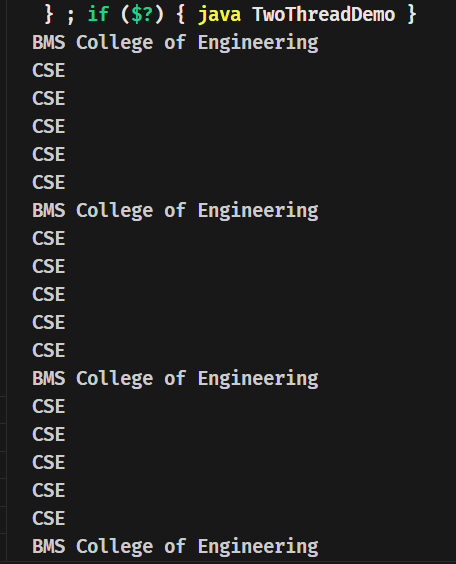 } ; if ($?) { java TwoThreadDemo }
BMS College of Engineering
CSE
CSE
CSE
CSE
CSE
BMS College of Engineering
CSE
CSE
CSE
CSE
CSE
BMS College of Engineering
CSE
CSE
CSE
CSE
CSE
BMS College of Engineering